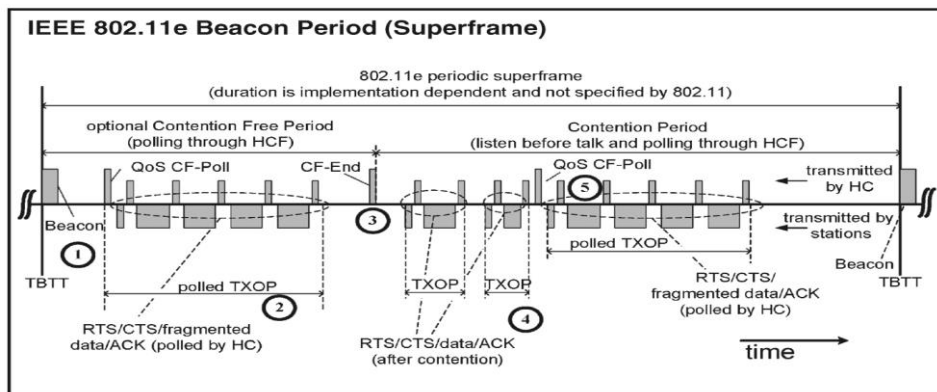 IEEE 802.11e Beacon Period (Superframe)
802.11e periodic superframe
(duration is implementation dependent and not specified by 802.11)
optional Contention Free Period
(polling through HCF)
Contention Period
(listen before talk and polling through HCF)
QoS CF-Poll
CF-End
QoS CF-Poll
5
transmitted
by HC
Beacon
1
3
transmitted by
stations
TBTT
polled TXOP
2
TXOP
TXOP
4
polled TXOP
Beacon
TBTT
RTS/CTS/fragmented
data/ACK (polled by HC)
RTS/CTS/data/ACK
(after contention)
RTS/CTS/
fragmented data/ACK
(polled by HC)
time